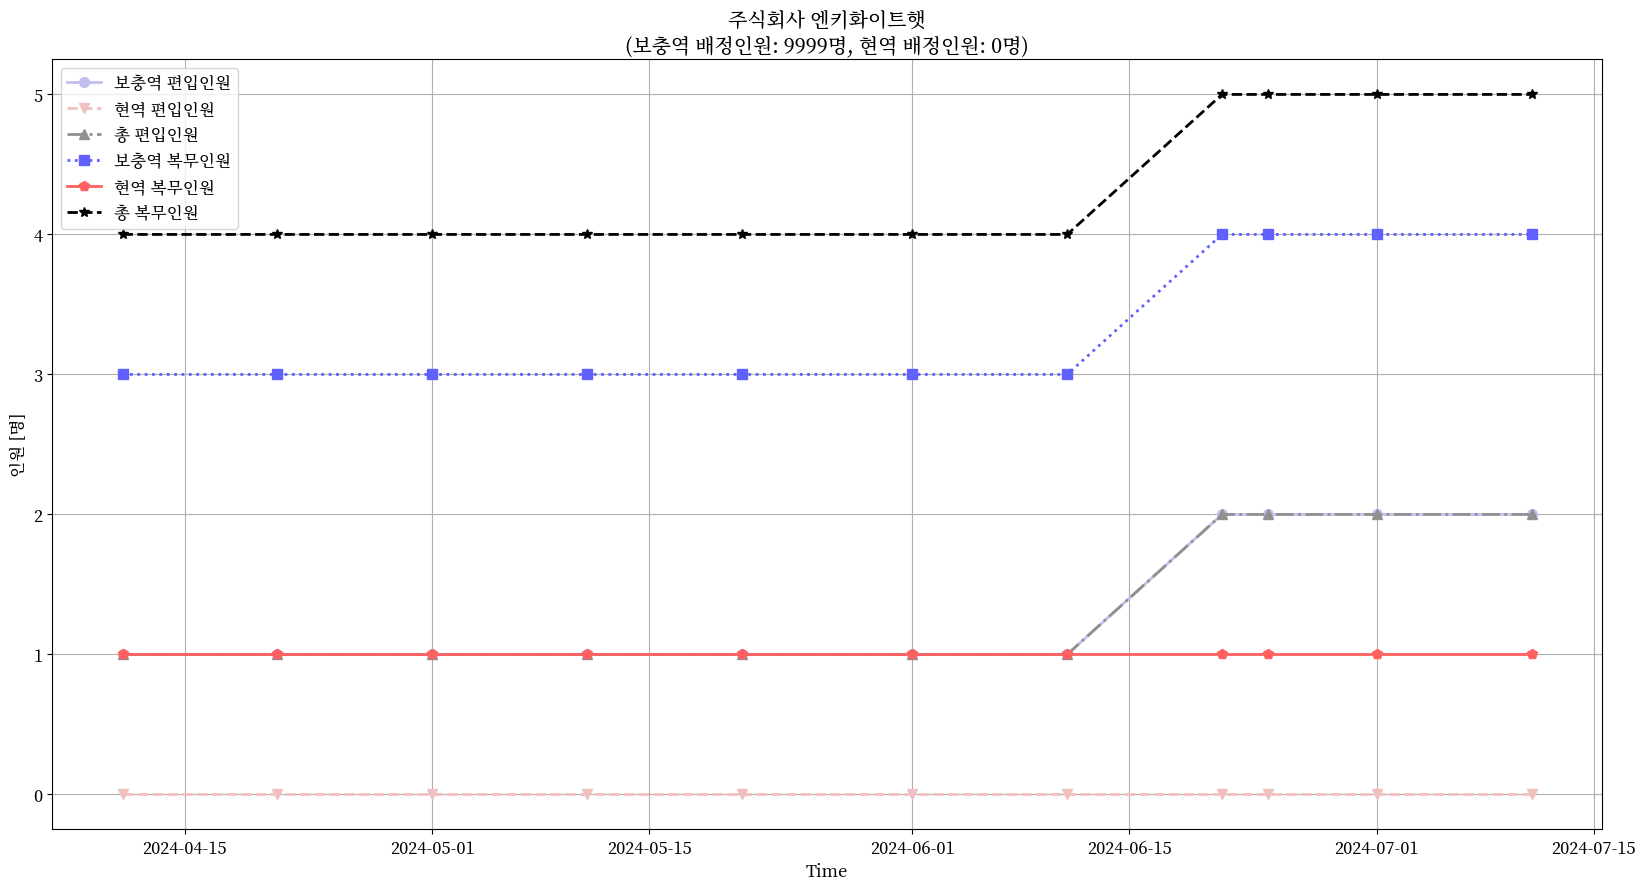 주식회사 엔키화이트햇
(보충역 배정인원: 9999명, 현역 배정인원: 0명)
보충역 편입인원
현역 편입인원
총 편입인원
보충역 복무인원
현역 복무인원
총 복무인원
인원 [명]
5
4
3
2
1
0
2024-04-15
2024-05-01
2024-05-15
2024-06-01
2024-06-15
2024-07-01
2024-07-15
Time